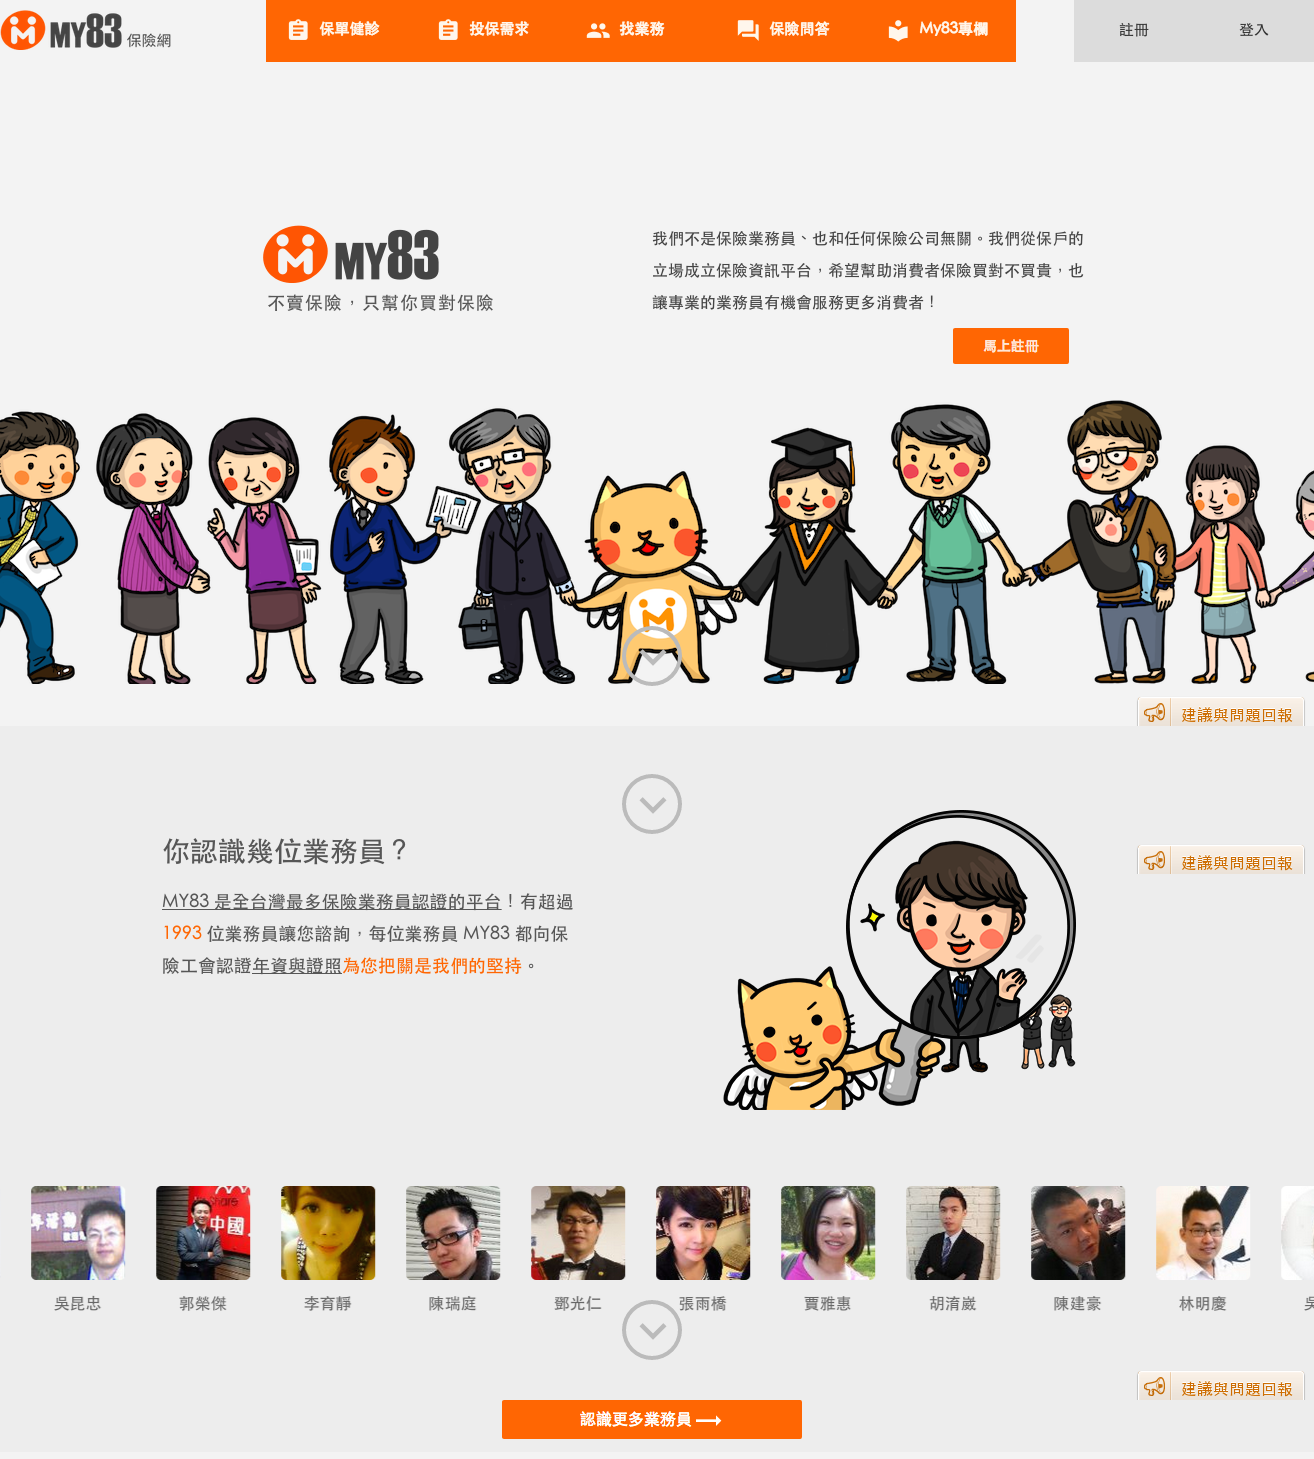 MY83 保險網
保單健診
投保需求
找業務
保險問答
My83專欄
註冊
登入
MY83
不賣保險，只幫你買對保險
我們不是保險業務員、也和任何保險公司無關。我們從保戶的
立場成立保險資訊平台，希望幫助消費者保險買對不買貴，也
讓專業的業務員有機會服務更多消費者！
馬上註冊
建議與問題回報
你認識幾位業務員？
MY83 是全台灣最多保險業務員認證的平台！有超過
1993 位業務員讓您諮詢，每位業務員 MY83 都向保
險工會認證年資與證照為您把關是我們的堅持。
建議與問題回報
中國
吳昆忠
郭榮傑
李育靜
陳瑞庭
鄧光仁
張雨橋
賈雅惠
胡淯崴
陳建豪
林明慶
建議與問題回報
認識更多業務員